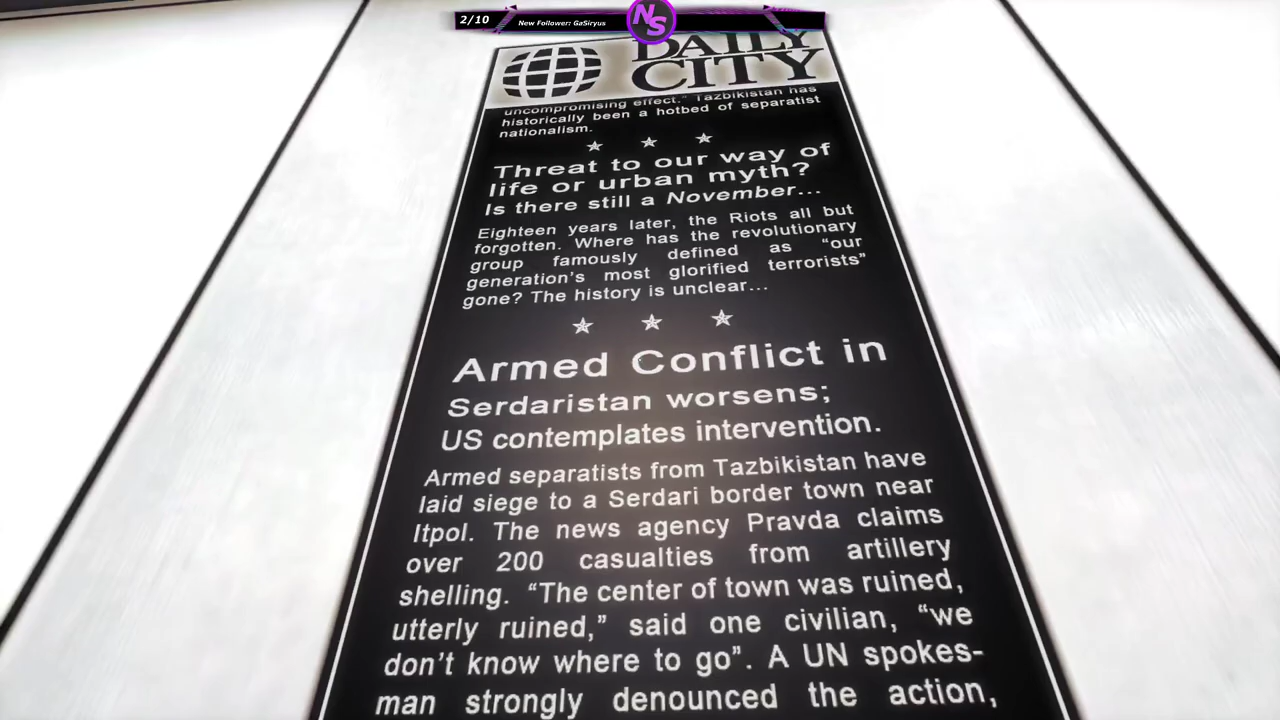 2/10
New Follower: GaSiryus
NS
DAILY
CITY
uncompromising effect." Tazbikistan has
historically been a hotbed of separatist
nationalism.
Threat to our way of
life or urban myth?
Is there still a November...
Eighteen years later, the Riots all but
forgotten. Where has the revolutionary
group famously defined as “our
generation’s most glorified terrorists”
gone? The history is unclear...
Armed Conflict in
Serdaristan worsens;
US contemplates intervention.
Armed separatists from Tazbikistan have
laid siege to a Serdari border town near
Itpol. The news agency Pravda claims
over 200 casualties from artillery
shelling. “The center of town was ruined,
utterly ruined,” said one civilian, “we
don’t know where to go”. A UN spokes-
man strongly denounced the action,